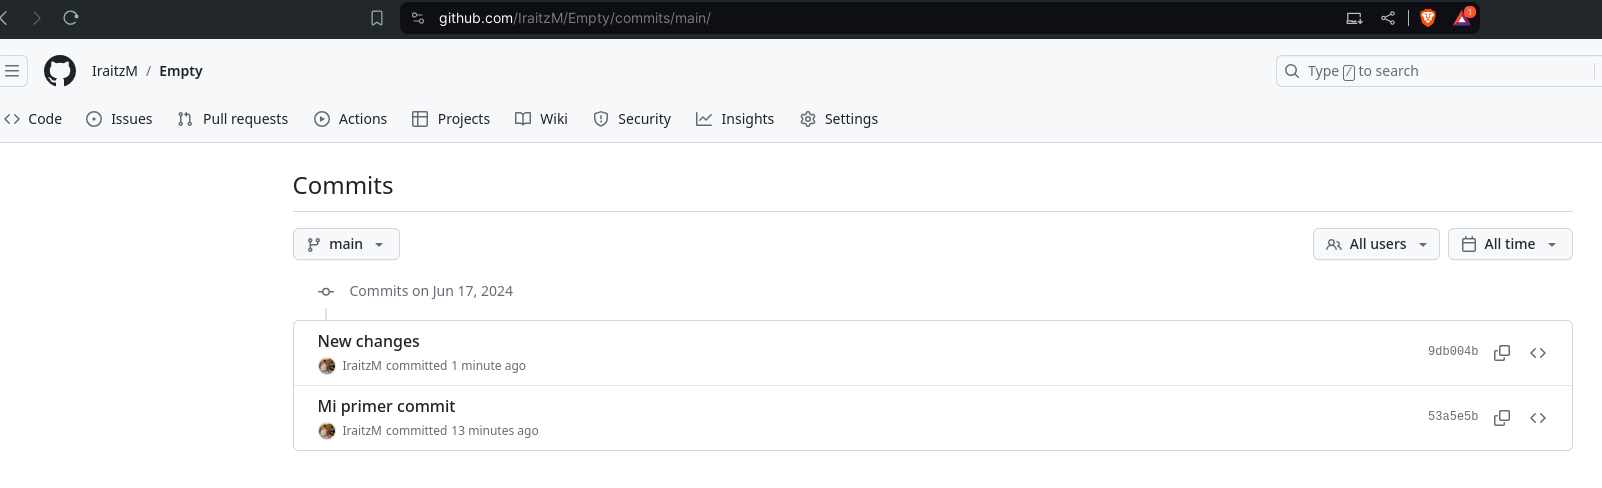 github.com/IraitzM/Empty/commits/main/
1
IraitzM / Empty
Type / to search
Code Issues Pull requests Actions Projects Wiki Security Insights Settings
Commits
main All users All time
Commits on Jun 17, 2024
New changes
9db004b
IraitzM committed 1 minute ago
Mi primer commit
53a5e5b
IraitzM committed 13 minutes ago